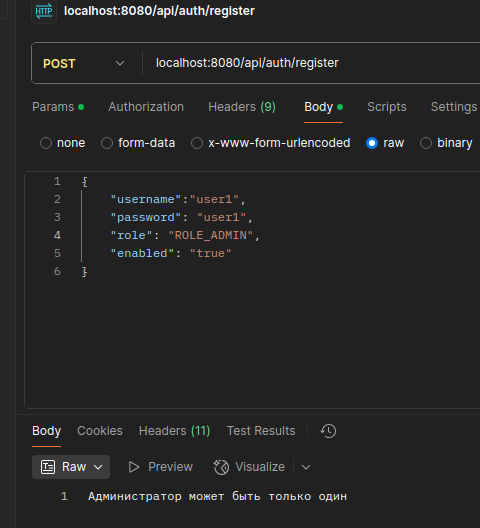 HTTP localhost:8080/api/auth/register
POST localhost:8080/api/auth/register
Params Authorization Headers (9) Body Scripts Settings
none form-data x-www-form-urlencoded raw binary
1 {
2 "username":"user1",
3 "password": "user1",
4 "role": "ROLE_ADMIN",
5 "enabled": "true"
6 }
Body Cookies Headers (11) Test Results
Raw Preview Visualize
1 Администратор может быть только один